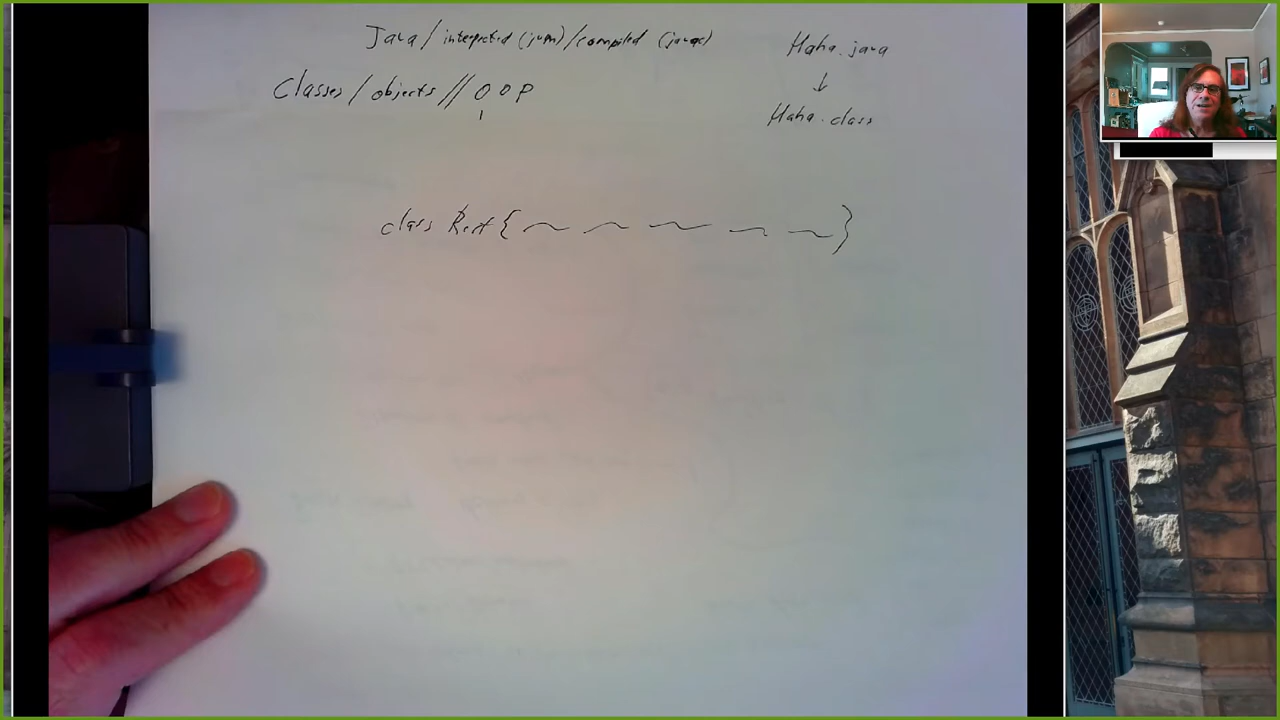 Java / interpreted (jvm) / compiled (javac)
Haha.java
Classes / objects // OOP
↓
Haha.class
class Rect { }